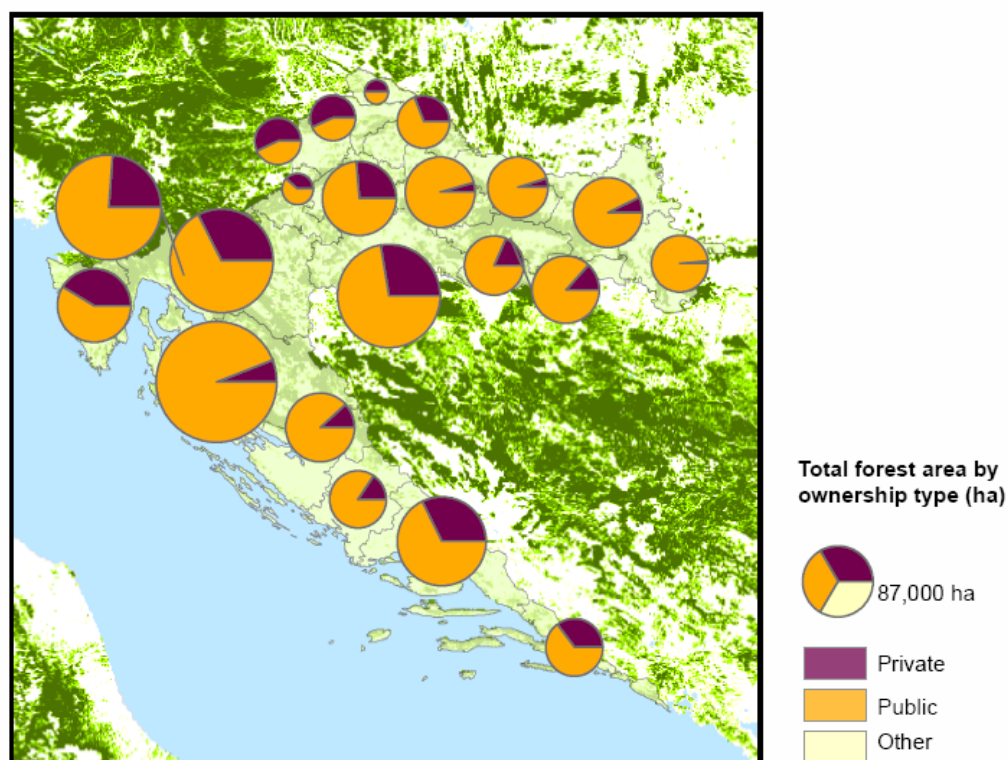 Total forest area by
ownership type (ha)
87,000 ha
Private
Public
Other